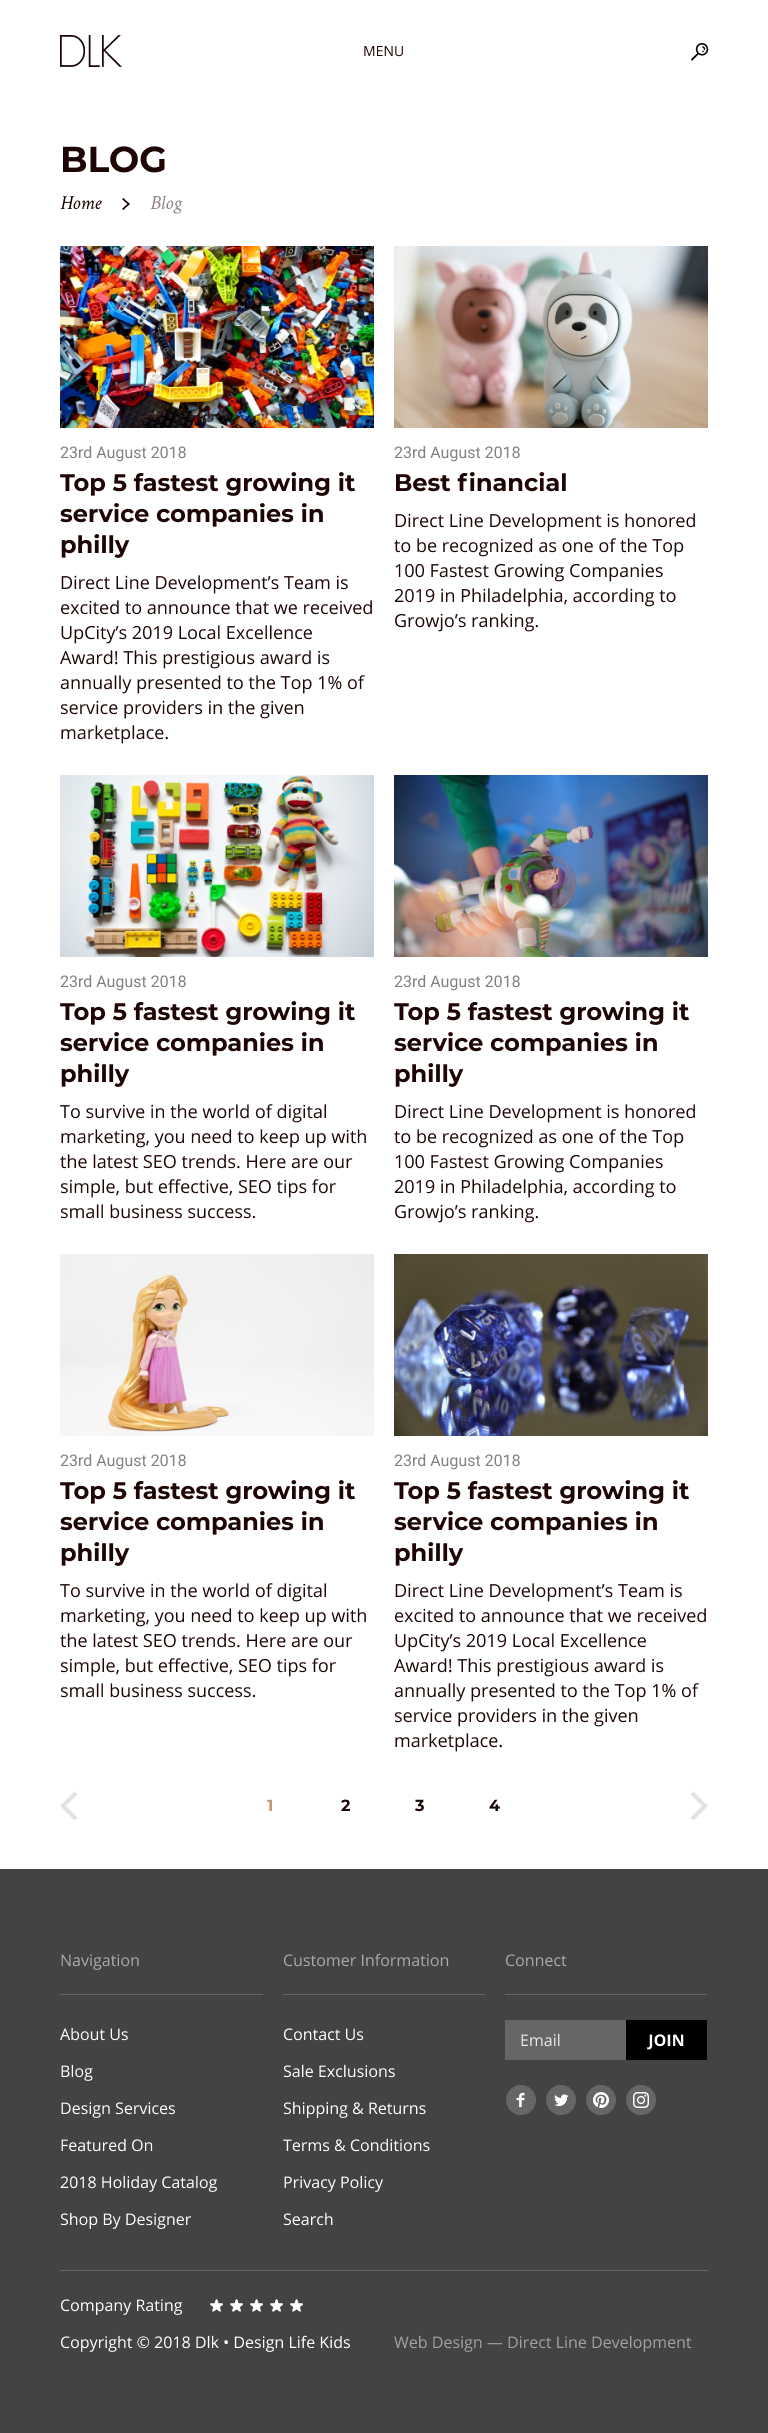 DLK
MENU
BLOG
Home
Blog
23rd August 2018
Top 5 fastest growing it
service companies in
philly
Direct Line Development’s Team is
excited to announce that we received
UpCity’s 2019 Local Excellence
Award! This prestigious award is
annually presented to the Top 1% of
service providers in the given
marketplace.
23rd August 2018
Best financial
Direct Line Development is honored
to be recognized as one of the Top
100 Fastest Growing Companies
2019 in Philadelphia, according to
Growjo’s ranking.
23rd August 2018
Top 5 fastest growing it
service companies in
philly
To survive in the world of digital
marketing, you need to keep up with
the latest SEO trends. Here are our
simple, but effective, SEO tips for
small business success.
23rd August 2018
Top 5 fastest growing it
service companies in
philly
Direct Line Development is honored
to be recognized as one of the Top
100 Fastest Growing Companies
2019 in Philadelphia, according to
Growjo’s ranking.
23rd August 2018
Top 5 fastest growing it
service companies in
philly
To survive in the world of digital
marketing, you need to keep up with
the latest SEO trends. Here are our
simple, but effective, SEO tips for
small business success.
23rd August 2018
Top 5 fastest growing it
service companies in
philly
Direct Line Development’s Team is
excited to announce that we received
UpCity’s 2019 Local Excellence
Award! This prestigious award is
annually presented to the Top 1% of
service providers in the given
marketplace.
1 2 3 4
Navigation
About Us
Blog
Design Services
Featured On
2018 Holiday Catalog
Shop By Designer
Customer Information
Contact Us
Sale Exclusions
Shipping & Returns
Terms & Conditions
Privacy Policy
Search
Connect
Email
JOIN
Company Rating
Copyright © 2018 Dlk • Design Life Kids
Web Design — Direct Line Development